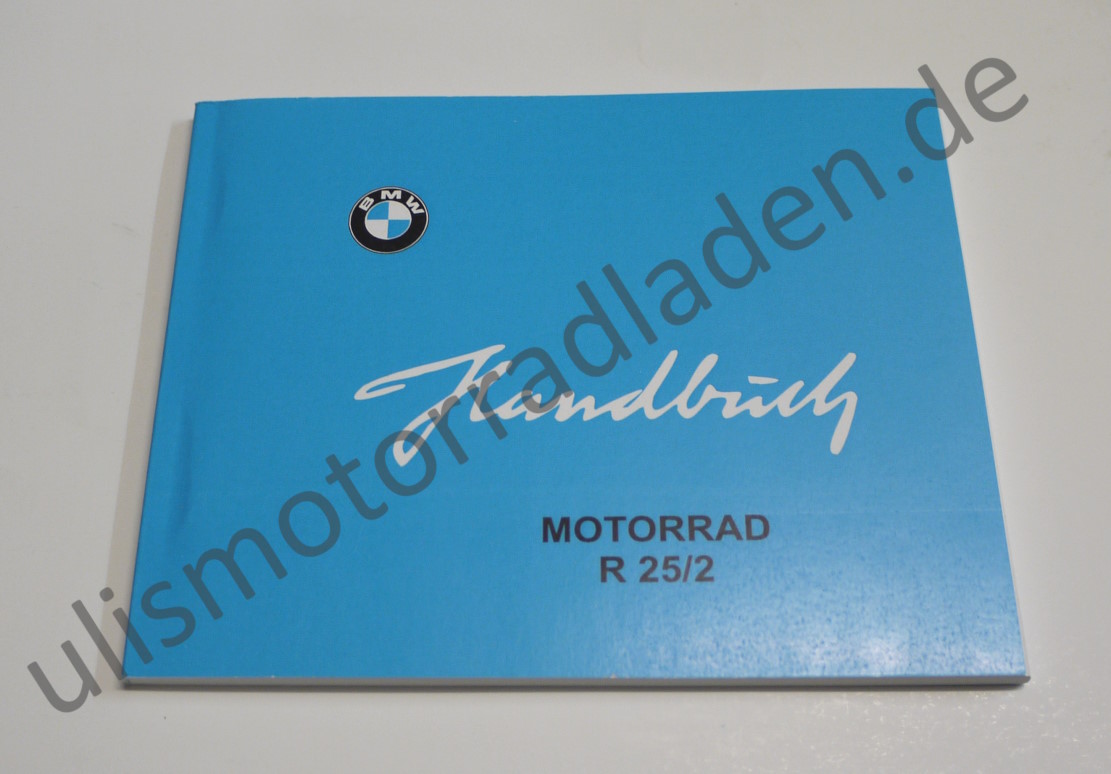 BMW
Handbuch
MOTORRAD
R 25/2
ulismotorradladen.de